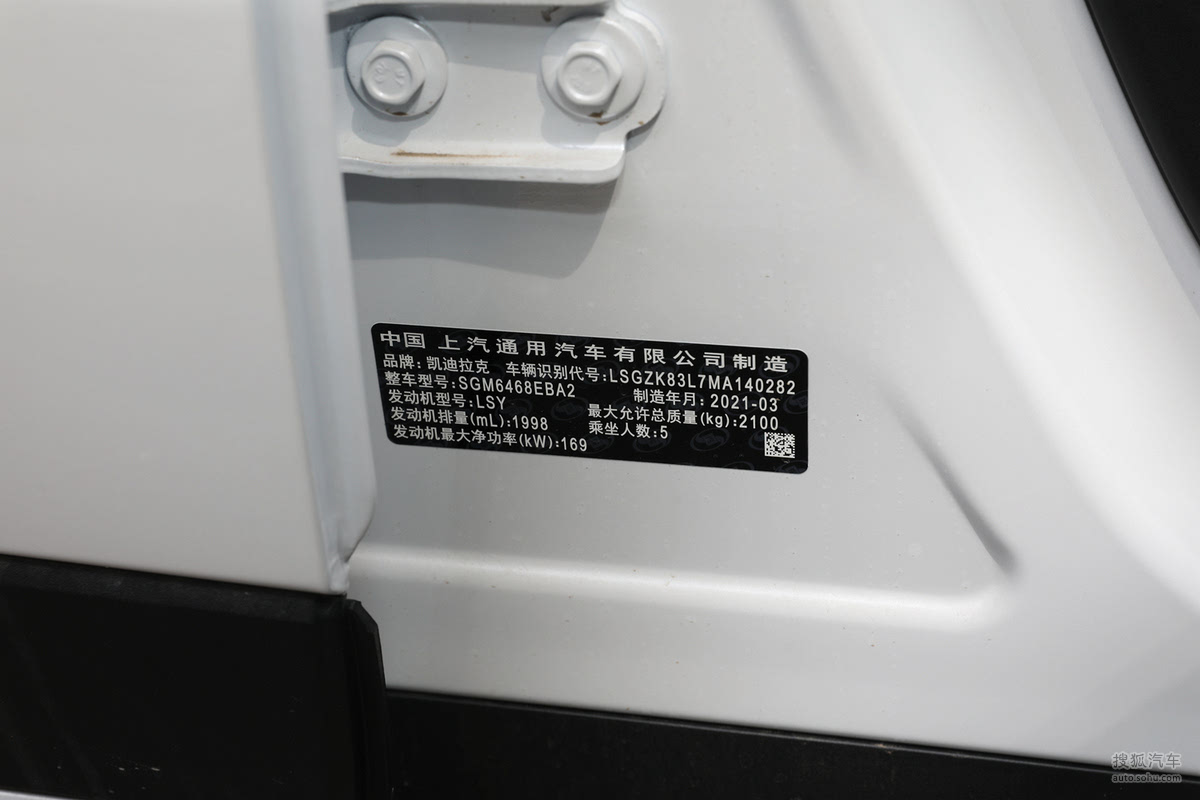 中国 上汽通用汽车有限公司制造
品牌:凯迪拉克 车辆识别代号:LSGZK83L7MA140282
整车型号:SGM6468EBA2 制造年月:2021-03
发动机型号:LSY 最大允许总质量(kg):2100
发动机排量(mL):1998 乘坐人数:5
发动机最大净功率(kW):169
搜狐汽车
auto.sohu.com